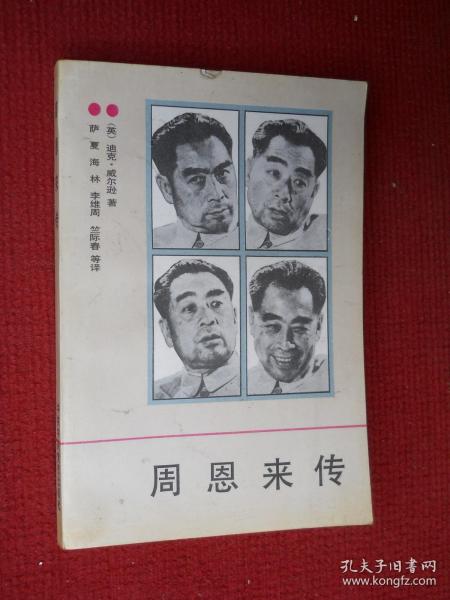 （英）迪克·威尔逊 著
萨夏 海林 李维周 竺际春 等译
周恩来传
孔夫子旧书网
www.kongfz.com